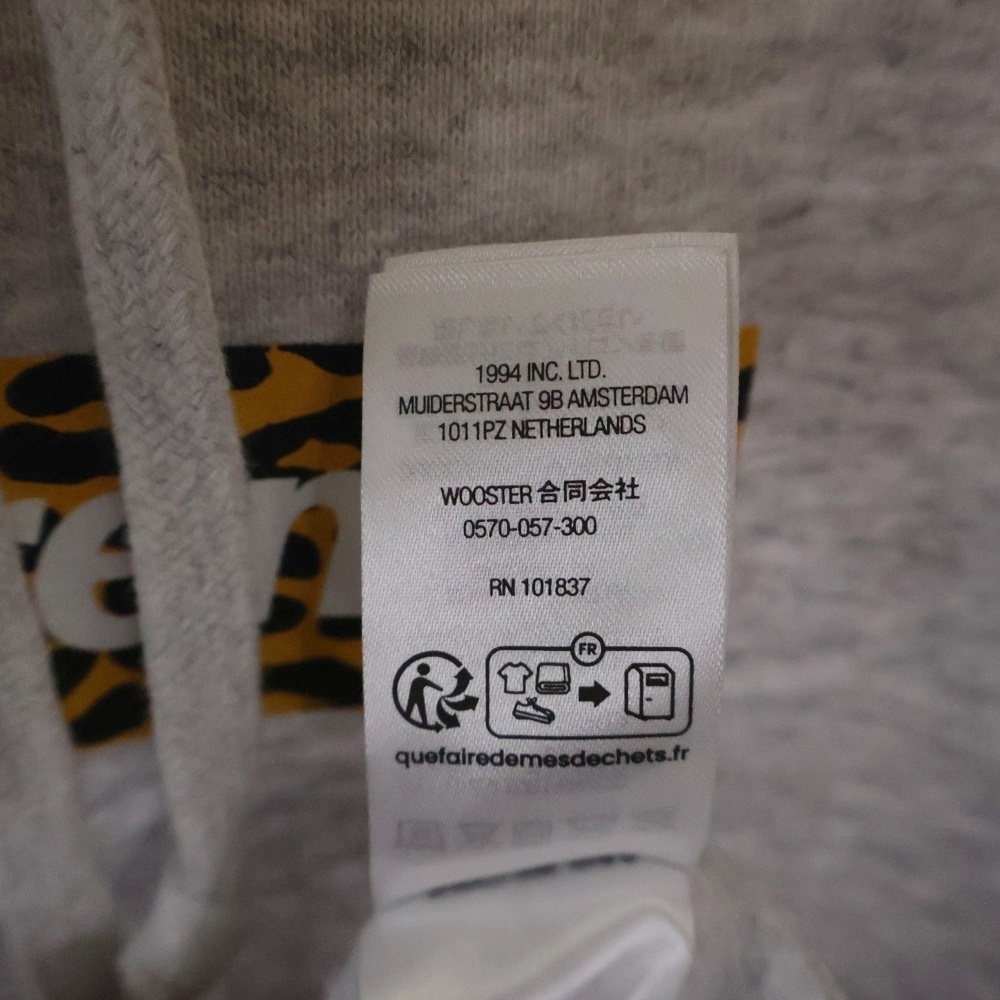 1994 INC. LTD.
MUIDERSTRAAT 9B AMSTERDAM
1011PZ NETHERLANDS
WOOSTER 合同会社
0570-057-300
RN 101837
FR
quefairedemesdechets.fr